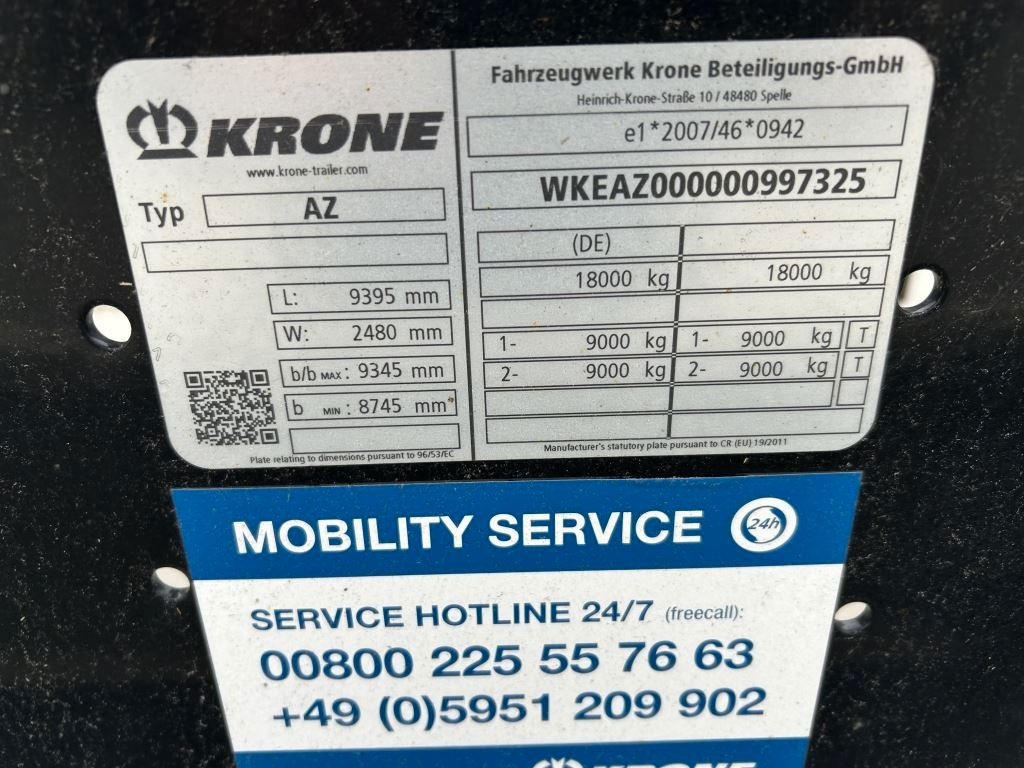 KRONE
www.krone-trailer.com
Typ AZ
L: 9395 mm
W: 2480 mm
b/b MAX : 9345 mm
b MIN : 8745 mm
Plate relating to dimensions pursuant to 96/53/EC
Fahrzeugwerk Krone Beteiligungs-GmbH
Heinrich-Krone-Straße 10 / 48480 Spelle
e1*2007/46*0942
WKEAZ000000997325
(DE)
18000 kg 18000 kg
1- 9000 kg 1- 9000 kg T
2- 9000 kg 2- 9000 kg T
Manufacturer's statutory plate pursuant to CR (EU) 19/2011
MOBILITY SERVICE 24h
SERVICE HOTLINE 24/7 (freecall):
00800 225 55 76 63
+49 (0)5951 209 902
KRONE